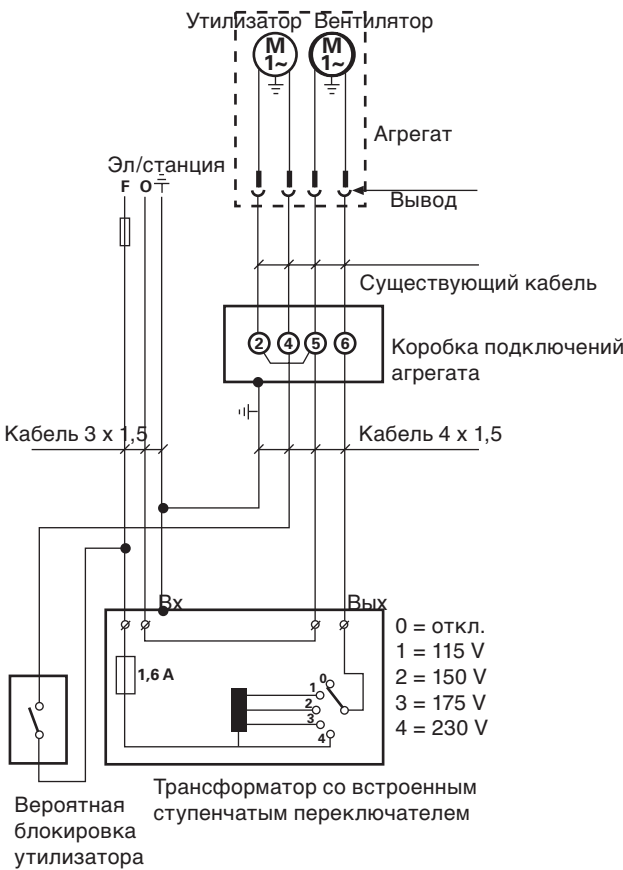 Утилизатор Вентилятор
M
1~
M
1~
Агрегат
Эл/станция
F O
Вывод
Существующий кабель
2 4 5 6
Коробка подключений
агрегата
Кабель 3 x 1,5
Кабель 4 x 1,5
Вх
Вых
1,6 A
0
1
2
3
4
0 = откл.
1 = 115 V
2 = 150 V
3 = 175 V
4 = 230 V
Трансформатор со встроенным
ступенчатым переключателем
Вероятная
блокировка
утилизатора